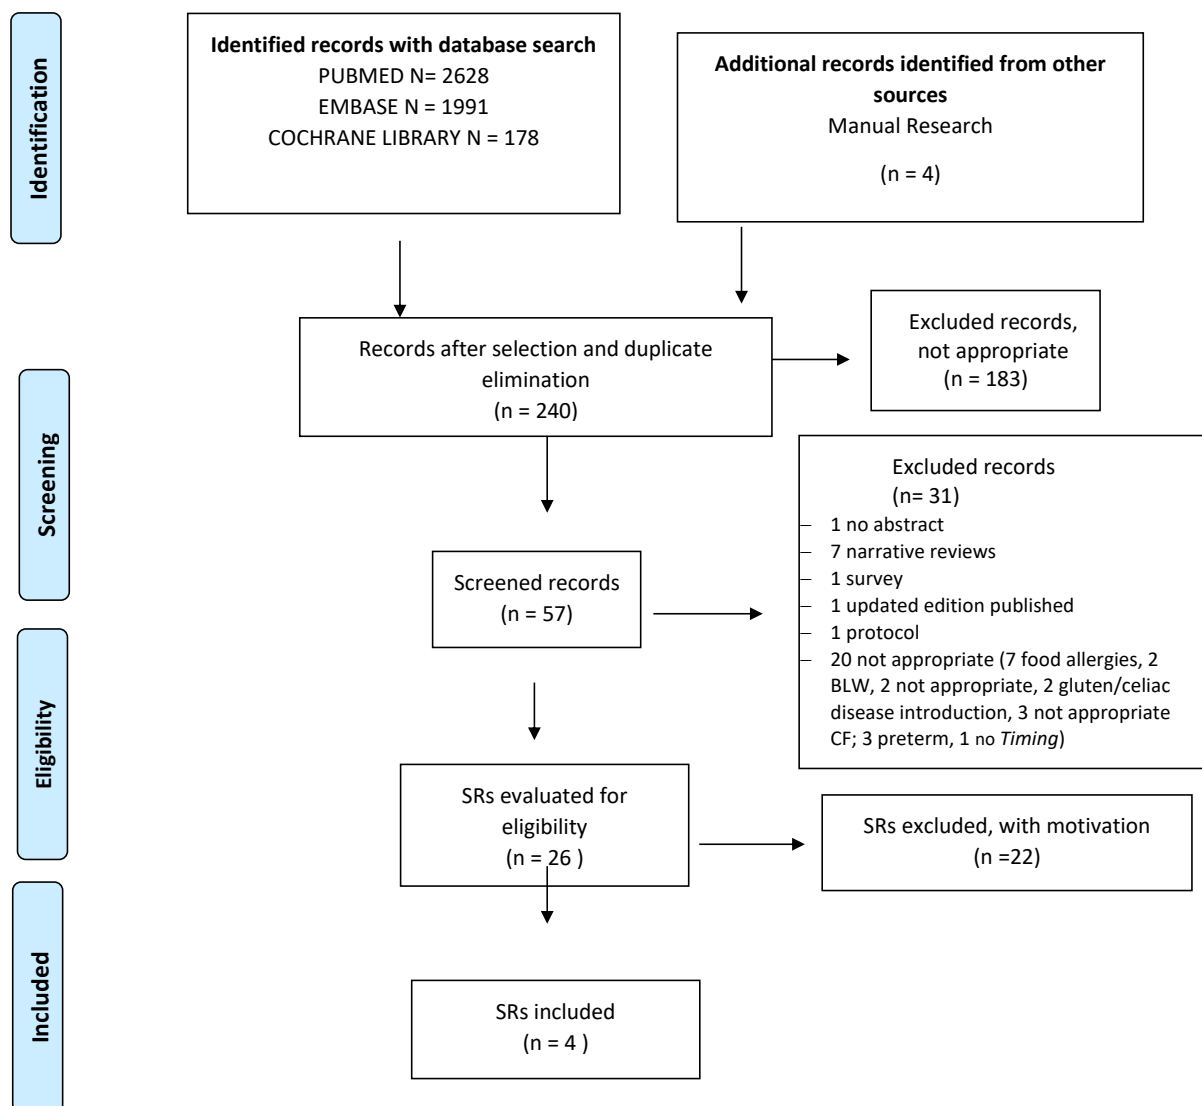 Identification
Identified records with database search
PUBMED N= 2628
EMBASE N = 1991
COCHRANE LIBRARY N = 178
Additional records identified from other
sources
Manual Research
(n = 4)
Records after selection and duplicate
elimination
(n = 240)
Excluded records,
not appropriate
(n = 183)
Screening
Screened records
(n = 57)
Excluded records
(n= 31)
– 1 no abstract
– 7 narrative reviews
– 1 survey
– 1 updated edition published
– 1 protocol
– 20 not appropriate (7 food allergies, 2
BLW, 2 not appropriate, 2 gluten/celiac
disease introduction, 3 not appropriate
CF; 3 preterm, 1 no Timing)
Eligibility
SRs evaluated for
eligibility
(n = 26 )
SRs excluded, with motivation
(n =22)
Included
SRs included
(n = 4 )